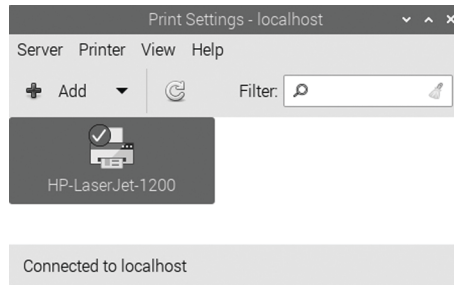 Print Settings - localhost
Server Printer View Help
Add Filter:
HP-LaserJet-1200
Connected to localhost